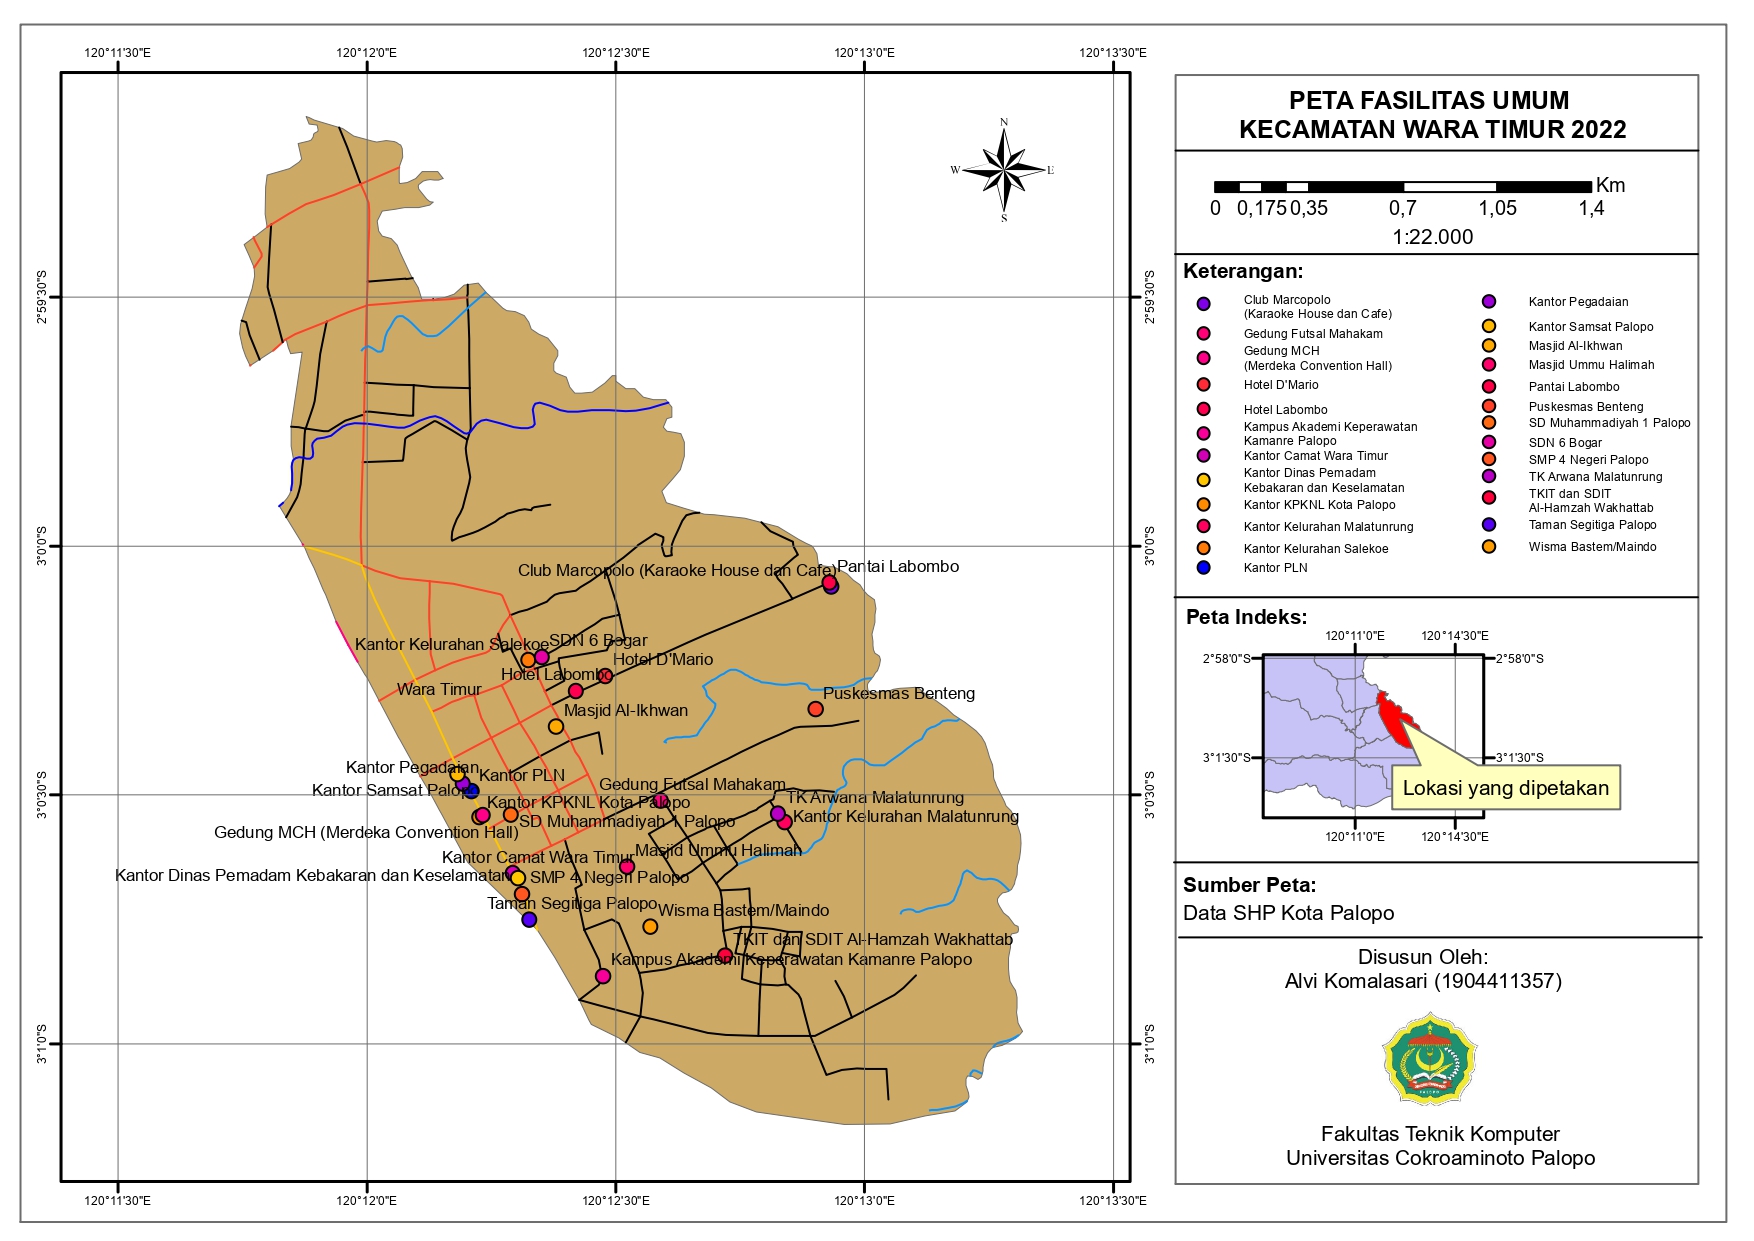 120°11'30"E
120°12'0"E
120°12'30"E
120°13'0"E
120°13'30"E
N
W
E
S
2°59'30"S
2°59'30"S
3°0'0"S
3°0'0"S
3°0'30"S
3°0'30"S
3°1'0"S
3°1'0"S
Club Marcopolo (Karaoke House dan Cafe)
Pantai Labombo
Kantor Kelurahan Salekoe
SDN 6 Bogar
Hotel D'Mario
Hotel Labombo
Wara Timur
Puskesmas Benteng
Masjid Al-Ikhwan
Kantor Pegadaian
Kantor PLN
Kantor Samsat Palopo
Gedung Futsal Mahakam
TK Arwana Malatunrung
Kantor KPKNL Kota Palopo
Kantor Kelurahan Malatunrung
SD Muhammadiyah 1 Palopo
Gedung MCH (Merdeka Convention Hall)
Masjid Ummu Halimah
Kantor Camat Wara Timur
Kantor Dinas Pemadam Kebakaran dan Keselamatan
SMP 4 Negeri Palopo
Taman Segitiga Palopo
Wisma Bastem/Maindo
TKIT dan SDIT Al-Hamzah Wakhattab
Kampus Akademi Keperawatan Kamanre Palopo
120°11'30"E
120°12'0"E
120°12'30"E
120°13'0"E
120°13'30"E
PETA FASILITAS UMUM
KECAMATAN WARA TIMUR 2022
Km
0 0,175 0,35 0,7 1,05 1,4
1:22.000
Keterangan:
Club Marcopolo
(Karaoke House dan Cafe)
Gedung Futsal Mahakam
Gedung MCH
(Merdeka Convention Hall)
Hotel D'Mario
Hotel Labombo
Kampus Akademi Keperawatan
Kamanre Palopo
Kantor Camat Wara Timur
Kantor Dinas Pemadam
Kebakaran dan Keselamatan
Kantor KPKNL Kota Palopo
Kantor Kelurahan Malatunrung
Kantor Kelurahan Salekoe
Kantor PLN
Kantor Pegadaian
Kantor Samsat Palopo
Masjid Al-Ikhwan
Masjid Ummu Halimah
Pantai Labombo
Puskesmas Benteng
SD Muhammadiyah 1 Palopo
SDN 6 Bogar
SMP 4 Negeri Palopo
TK Arwana Malatunrung
TKIT dan SDIT
Al-Hamzah Wakhattab
Taman Segitiga Palopo
Wisma Bastem/Maindo
Peta Indeks:
120°11'0"E
120°14'30"E
2°58'0"S
2°58'0"S
3°1'30"S
3°1'30"S
Lokasi yang dipetakan
120°11'0"E
120°14'30"E
Sumber Peta:
Data SHP Kota Palopo
Disusun Oleh:
Alvi Komalasari (1904411357)
Fakultas Teknik Komputer
Universitas Cokroaminoto Palopo